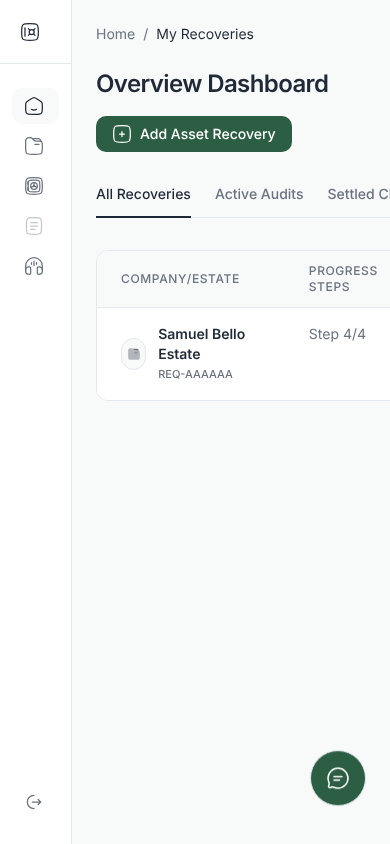 Home / My Recoveries
Overview Dashboard
Add Asset Recovery
All Recoveries Active Audits Settled
COMPANY/ESTATE PROGRESS STEPS
Samuel Bello Estate Step 4/4
REQ-AAAAAA